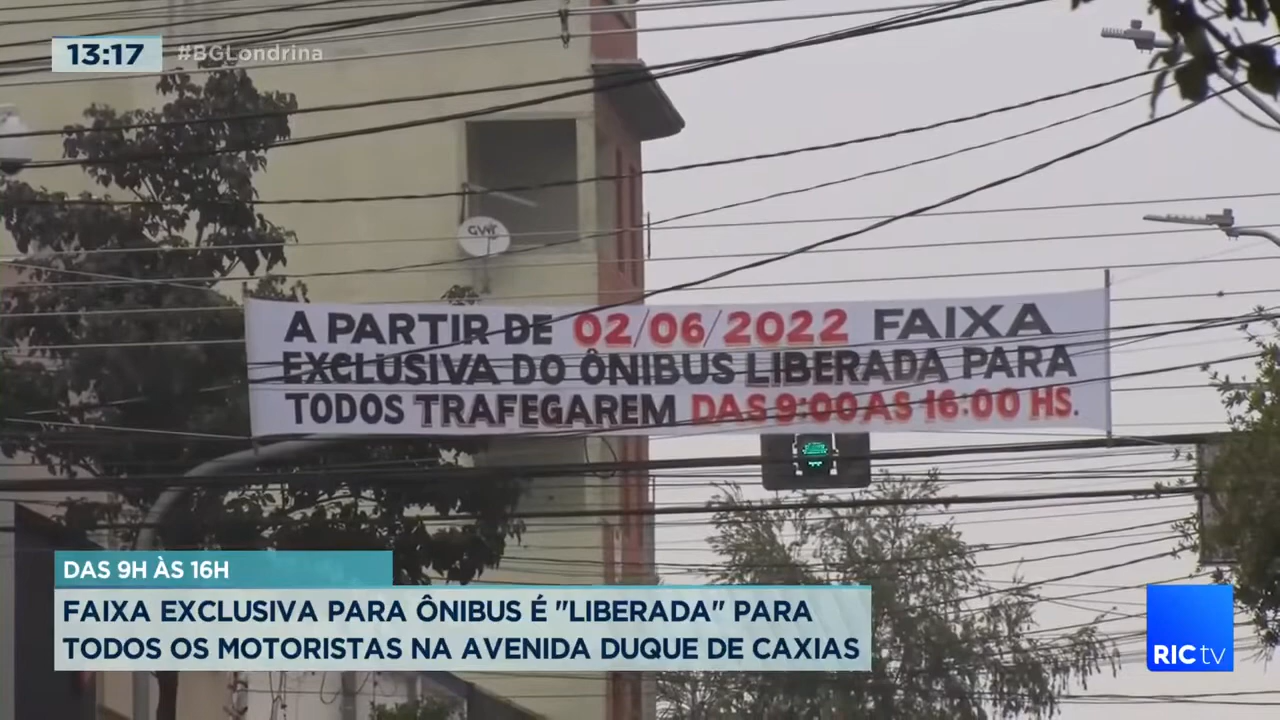 13:17 #BGLondrina
GVT
A PARTIR DE 02/06/2022 FAIXA
EXCLUSIVA DO ÔNIBUS LIBERADA PARA
TODOS TRAFEGAREM DAS 9:00 AS 16:00 HS.
DAS 9H ÀS 16H
FAIXA EXCLUSIVA PARA ÔNIBUS É "LIBERADA" PARA
TODOS OS MOTORISTAS NA AVENIDA DUQUE DE CAXIAS
RICtv